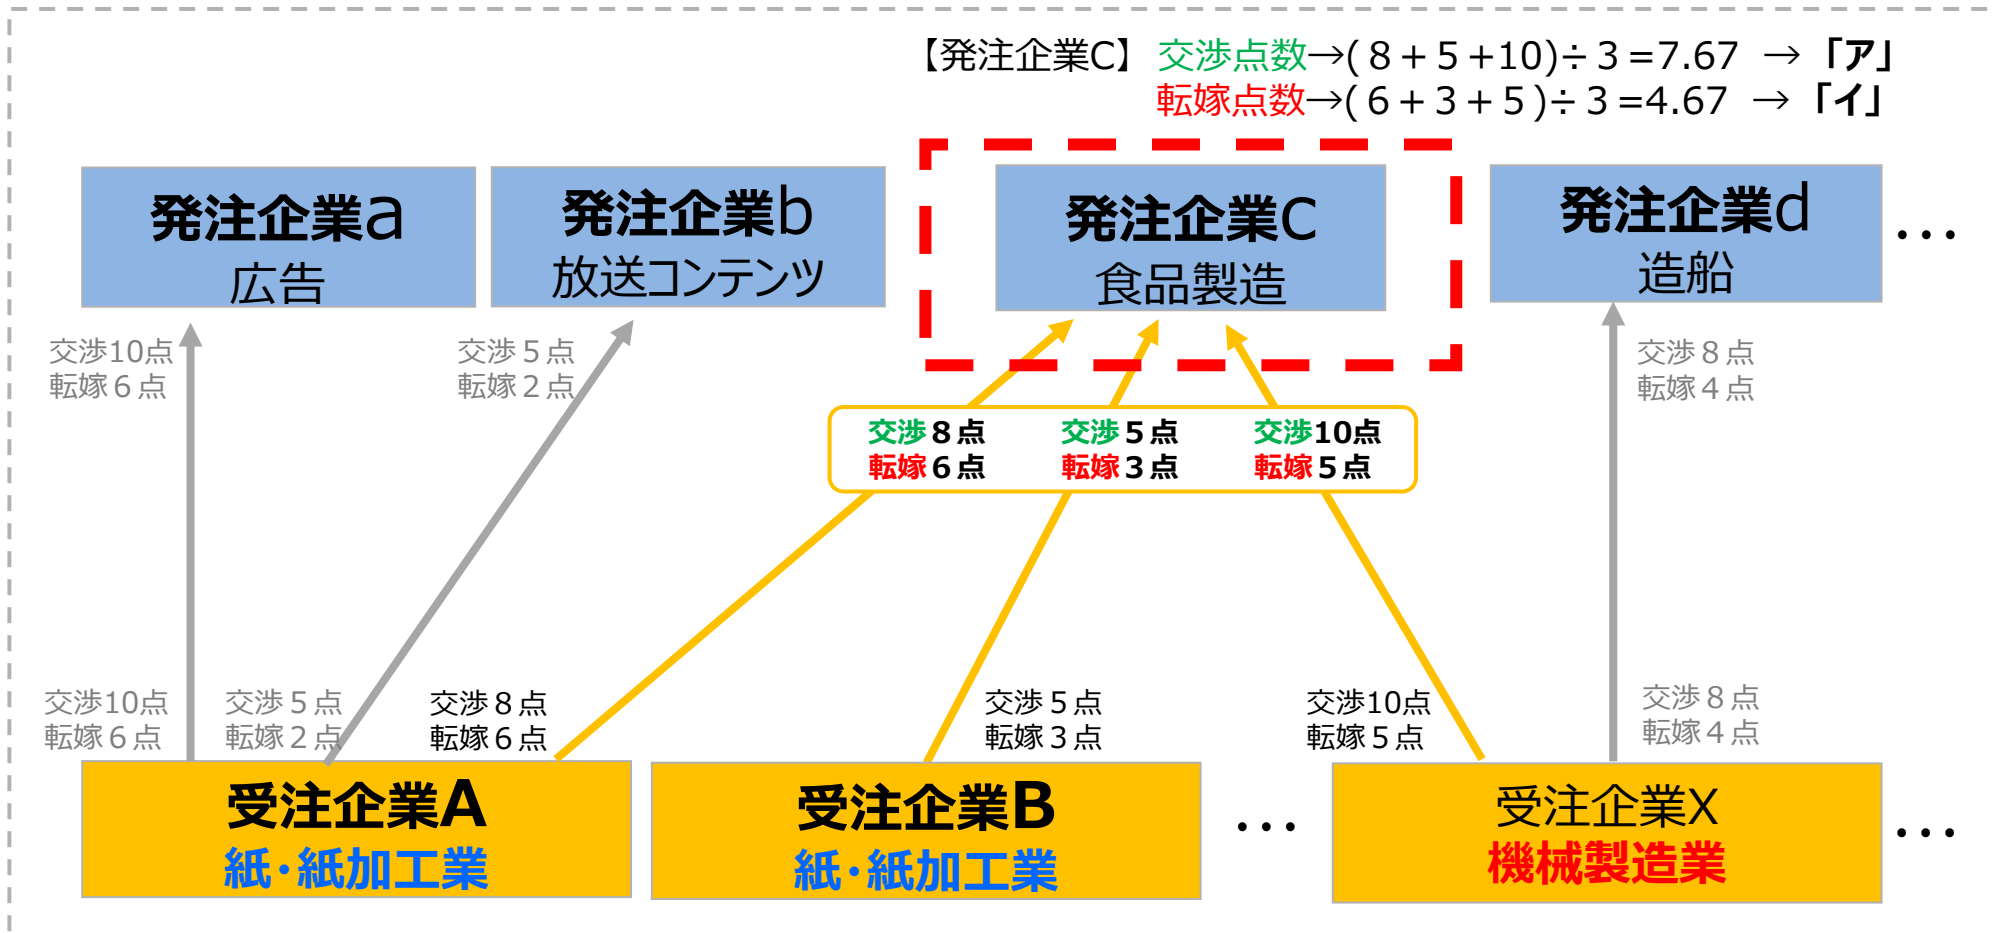 【発注企業C】交渉点数→(８+５+10)÷３=7.67 →「ア」
転嫁点数→(６+３+５)÷３=4.67 →「イ」
発注企業a
広告
発注企業b
放送コンテンツ
発注企業C
食品製造
発注企業d
造船
…
交渉10点
転嫁６点
交渉５点
転嫁２点
交渉８点
転嫁４点
交渉８点
転嫁６点
交渉５点
転嫁３点
交渉10点
転嫁５点
交渉10点
転嫁６点
交渉５点
転嫁２点
交渉８点
転嫁６点
交渉５点
転嫁３点
交渉10点
転嫁５点
交渉８点
転嫁４点
受注企業A
紙・紙加工業
受注企業B
紙・紙加工業
…
受注企業X
機械製造業
…